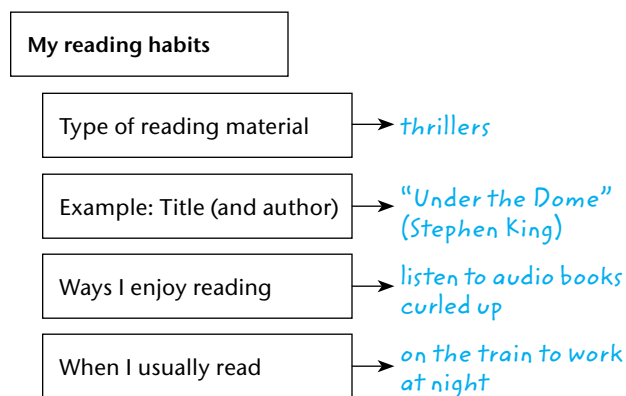 My reading habits
Type of reading material
thrillers
Example: Title (and author)
“Under the Dome”
(Stephen King)
Ways I enjoy reading
listen to audio books
curled up
When I usually read
on the train to work
at night